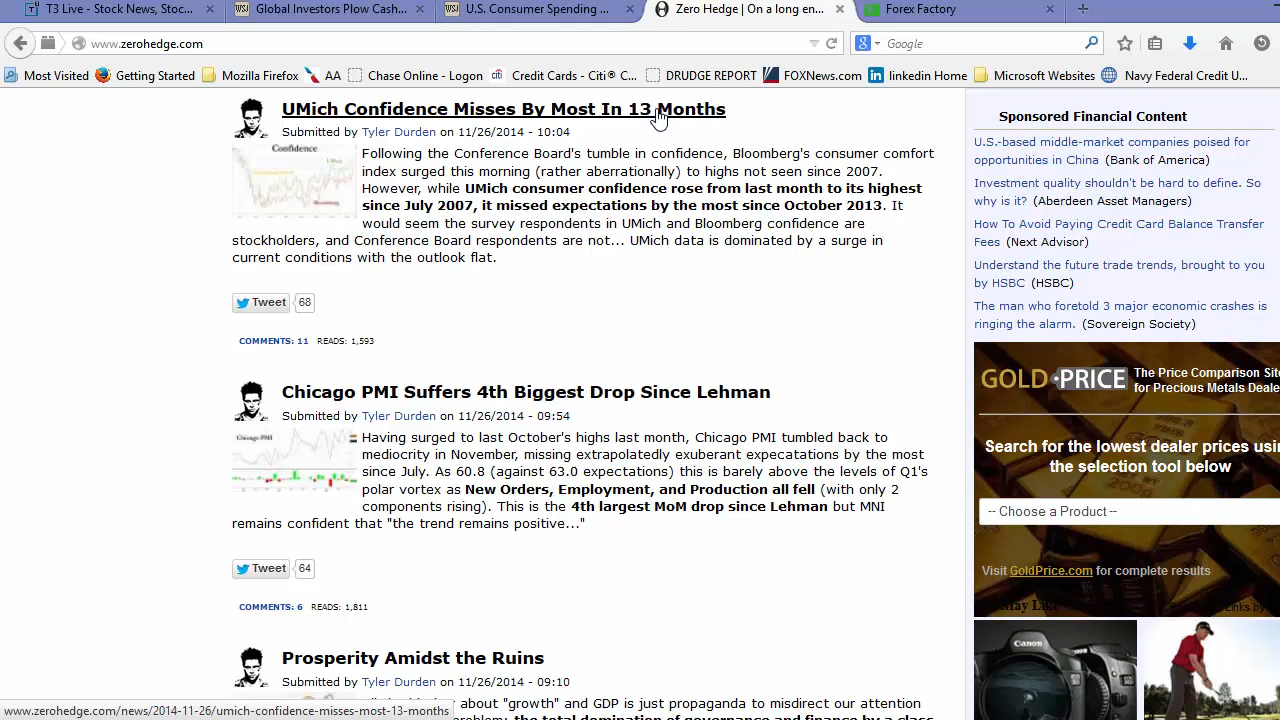 T3 Live - Stock News, Stoc...
Global Investors Plow Cash...
U.S. Consumer Spending ...
Zero Hedge | On a long en...
Forex Factory
www.zerohedge.com
Google
Most Visited
Getting Started
Mozilla Firefox
AA
Chase Online - Logon
Credit Cards - Citi® C...
DRUDGE REPORT
FOXNews.com
linkedin Home
Microsoft Websites
Navy Federal Credit U...
UMich Confidence Misses By Most In 13 Months
Submitted by Tyler Durden on 11/26/2014 - 10:04
Confidence
Following the Conference Board's tumble in confidence, Bloomberg's consumer comfort
index surged this morning (rather aberrationally) to highs not seen since 2007.
However, while UMich consumer confidence rose from last month to its highest
since July 2007, it missed expectations by the most since October 2013. It
would seem the survey respondents in UMich and Bloomberg confidence are
stockholders, and Conference Board respondents are not... UMich data is dominated by a surge in
current conditions with the outlook flat.
Tweet 68
COMMENTS: 11 READS: 1,593
Chicago PMI Suffers 4th Biggest Drop Since Lehman
Submitted by Tyler Durden on 11/26/2014 - 09:54
Chicago PMI
Having surged to last October's highs last month, Chicago PMI tumbled back to
mediocrity in November, missing extrapolatedly exuberant expecatations by the most
since July. As 60.8 (against 63.0 expectations) this is barely above the levels of Q1's
polar vortex as New Orders, Employment, and Production all fell (with only 2
components rising). This is the 4th largest MoM drop since Lehman but MNI
remains confident that "the trend remains positive..."
Tweet 64
COMMENTS: 6 READS: 1,811
Prosperity Amidst the Ruins
Submitted by Tyler Durden on 11/26/2014 - 09:10
about "growth" and GDP is just propaganda to misdirect our attention
the total domination of governance and finance by a class
www.zerohedge.com/news/2014-11-26/umich-confidence-misses-most-13-months
Sponsored Financial Content
U.S.-based middle-market companies poised for
opportunities in China (Bank of America)
Investment quality shouldn't be hard to define. So
why is it? (Aberdeen Asset Managers)
How To Avoid Paying Credit Card Balance Transfer
Fees (Next Advisor)
Understand the future trade trends, brought to you
by HSBC (HSBC)
The man who foretold 3 major economic crashes is
ringing the alarm. (Sovereign Society)
GOLD PRICE
The Price Comparison Site
for Precious Metals Deale
Search for the lowest dealer prices usin
the selection tool below
-- Choose a Product --
Visit GoldPrice.com for complete results
May Like
Links by
Canon